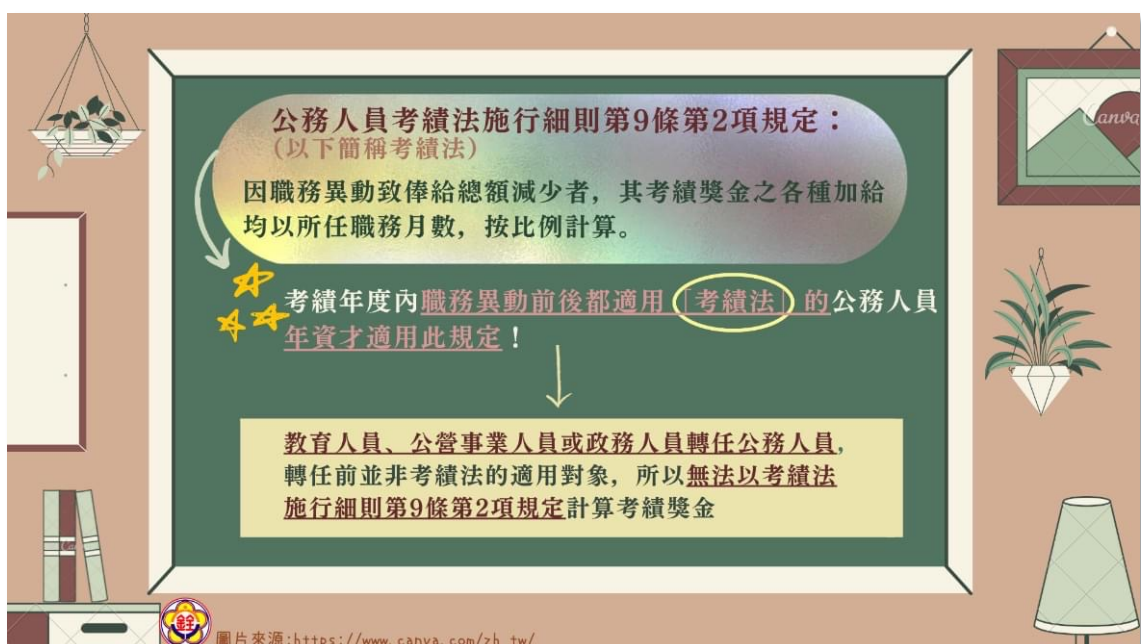 公務人員考績法施行細則第9條第2項規定：
（以下簡稱考績法）
因職務異動致俸給總額減少者，其考績獎金之各種加給
均以所任職務月數，按比例計算。
考績年度內職務異動前後都適用「考績法」的公務人員
年資才適用此規定！
教育人員、公營事業人員或政務人員轉任公務人員，
轉任前並非考績法的適用對象，所以無法以考績法
施行細則第9條第2項規定計算考績獎金
Canva
銓
圖片來源:https://www.canva.com/zh_tw/